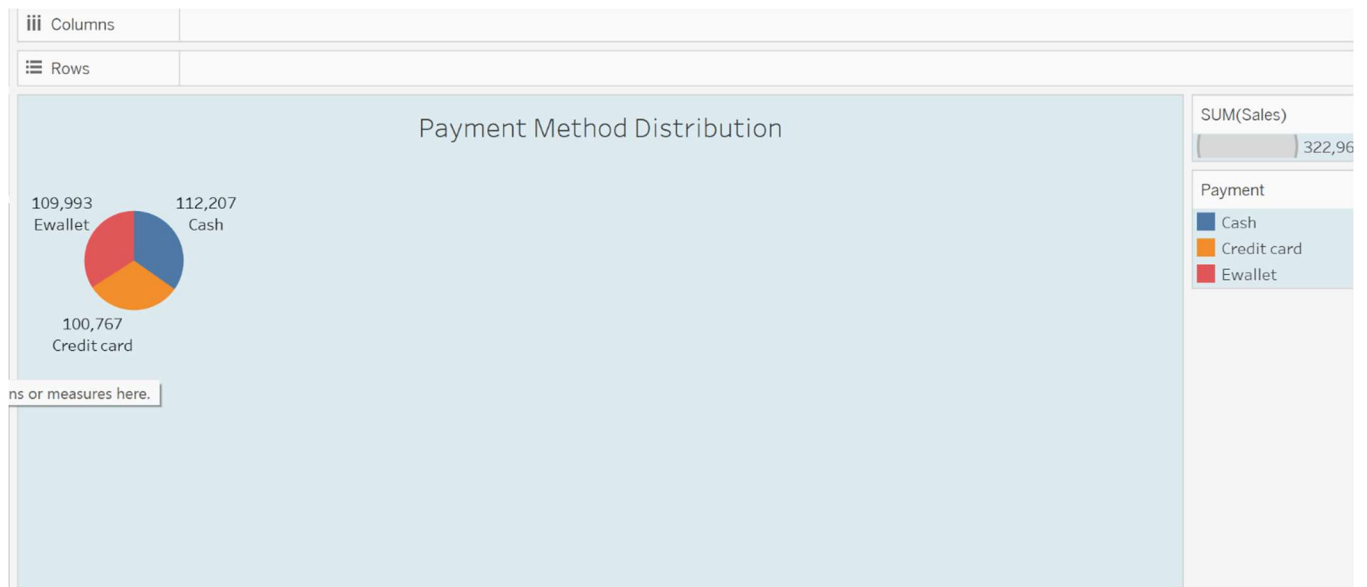 Columns
Rows
Payment Method Distribution
SUM(Sales)
322,96
Payment
Cash
Credit card
Ewallet
109,993
Ewallet
112,207
Cash
100,767
Credit card
ns or measures here.